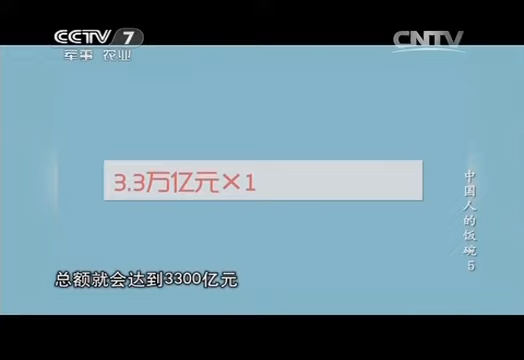 CCTV 7
军事 农业
CNTV
3.3万亿元×1
中国人的饭碗5
总额就会达到3300亿元